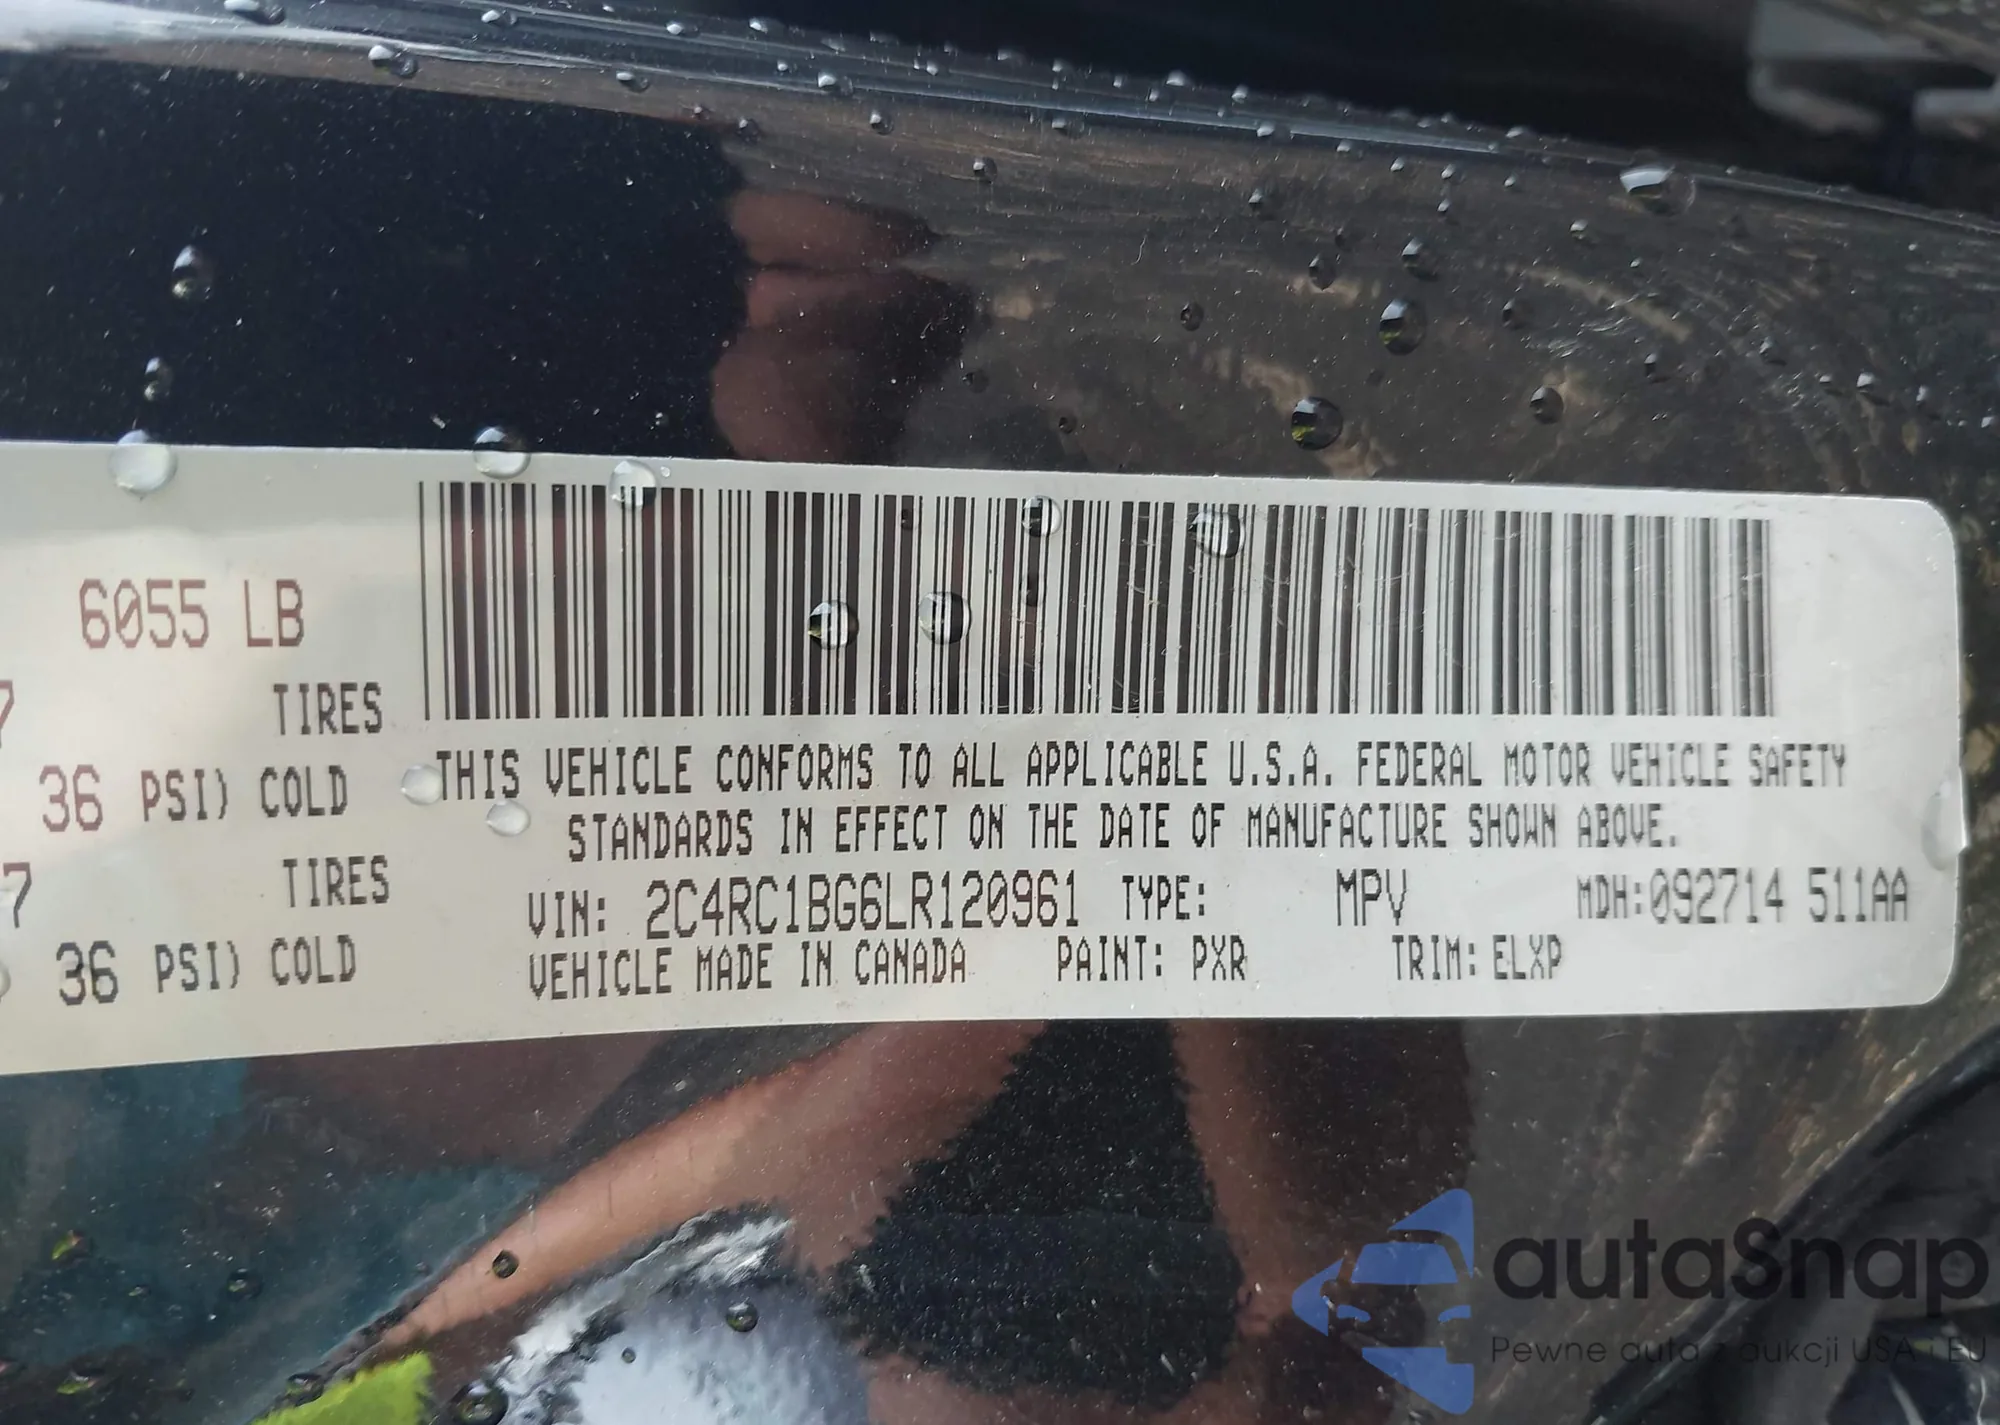 6055 LB
7 TIRES
36 PSI) COLD
7 TIRES
36 PSI) COLD
THIS VEHICLE CONFORMS TO ALL APPLICABLE U.S.A. FEDERAL MOTOR VEHICLE SAFETY
STANDARDS IN EFFECT ON THE DATE OF MANUFACTURE SHOWN ABOVE.
VIN: 2C4RC1BG6LR120961 TYPE: MPV MDH:092714 511AA
VEHICLE MADE IN CANADA PAINT: PXR TRIM: ELXP
autaSnap
Pewne auta z aukcji USA i EU